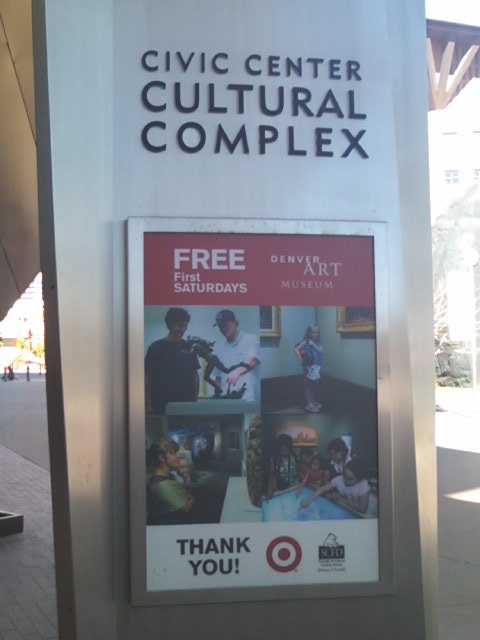 CIVIC CENTER
CULTURAL
COMPLEX
FREE
First
SATURDAYS
DENVER
ART
MUSEUM
THANK
YOU!
SCFD